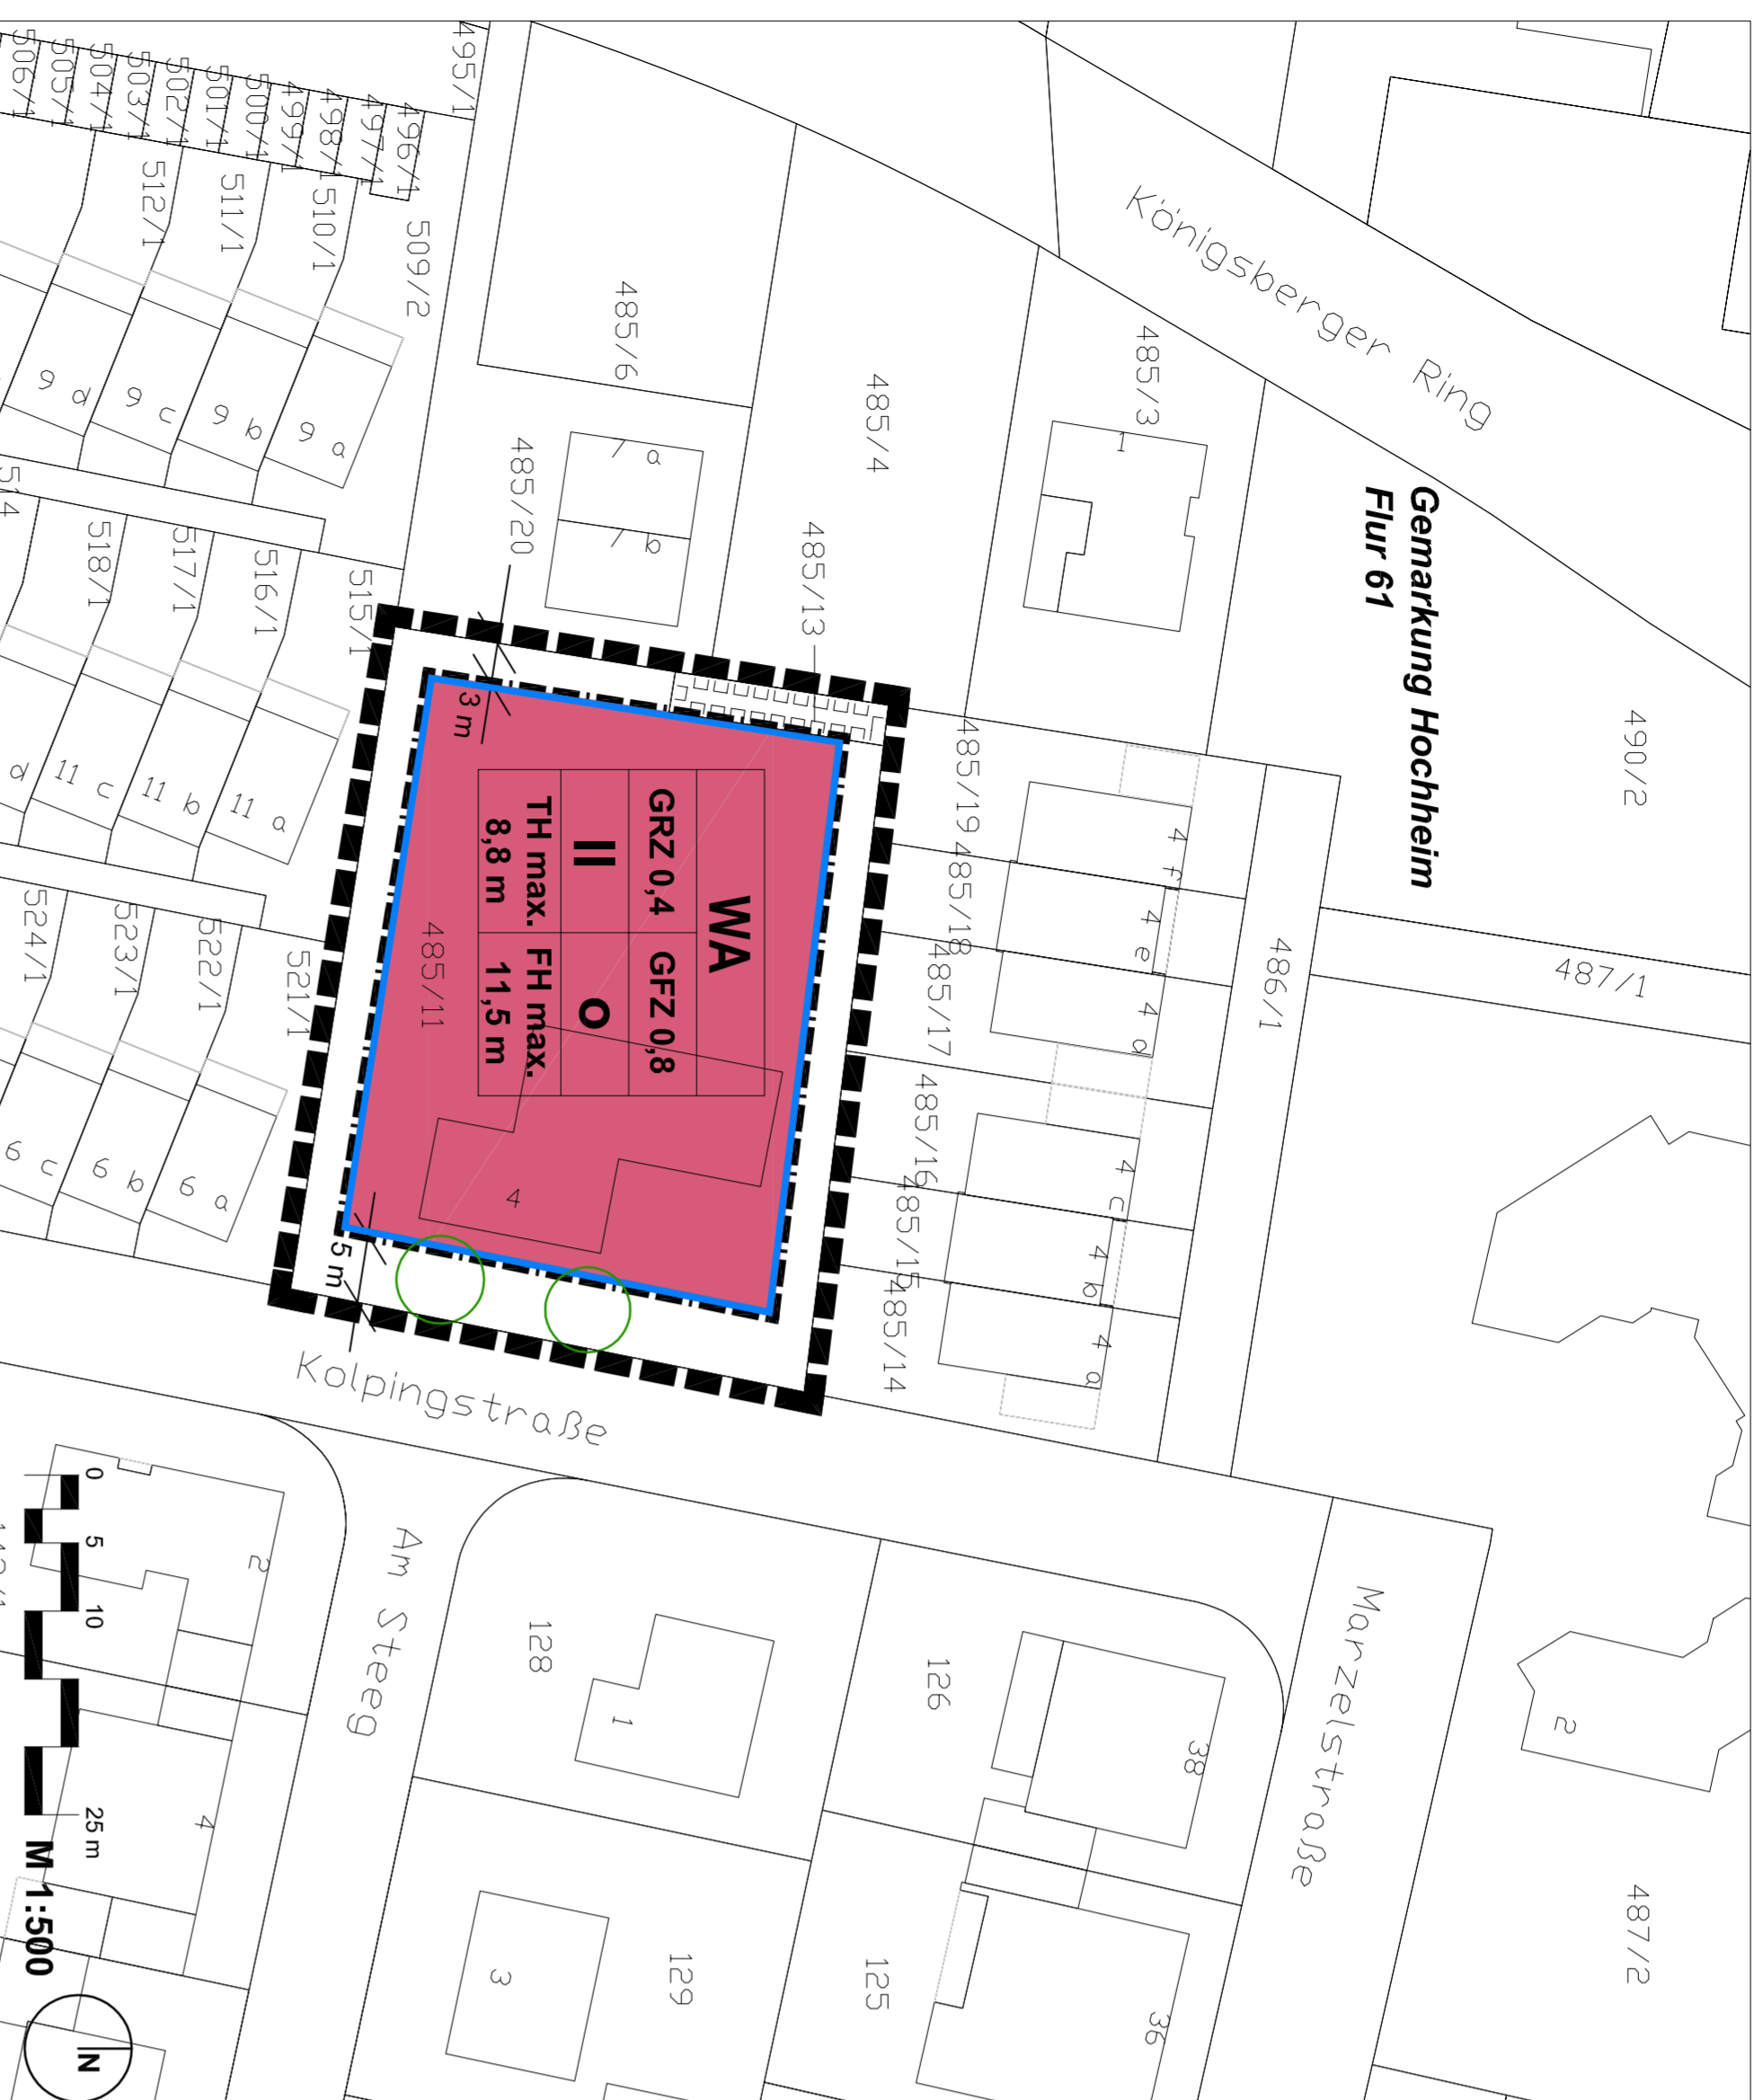 Gemarkung Hochheim
Flur 61
Königsberger Ring
490/2
487/1
486/1
487/2
485/3
1
485/4
485/6
485/13
485/20
7 a
7 b
485/19
485/18
485/17
485/16
485/15
485/14
4 f
4 e
4 d
4 c
4 b
4 a
495/1
496/1
497/1
498/1
499/1
500/1
501/1
502/1
503/1
504/1
505/1
506/1
509/2
510/1
511/1
512/1
9 a
9 b
9 c
9 d
515/1
516/1
517/1
518/1
11 a
11 b
11 c
d
521/1
522/1
523/1
524/1
6 a
6 b
6 c
WA
GRZ 0,4 GFZ 0,8
II o
TH max. FH max.
8,8 m 11,5 m
485/11
4
3 m
5 m
Kolpingstraße
Am Steeg
Marzelstraße
2
38
126
128
1
36
125
129
3
2
4
0 5 10 25 m
M 1:500
N